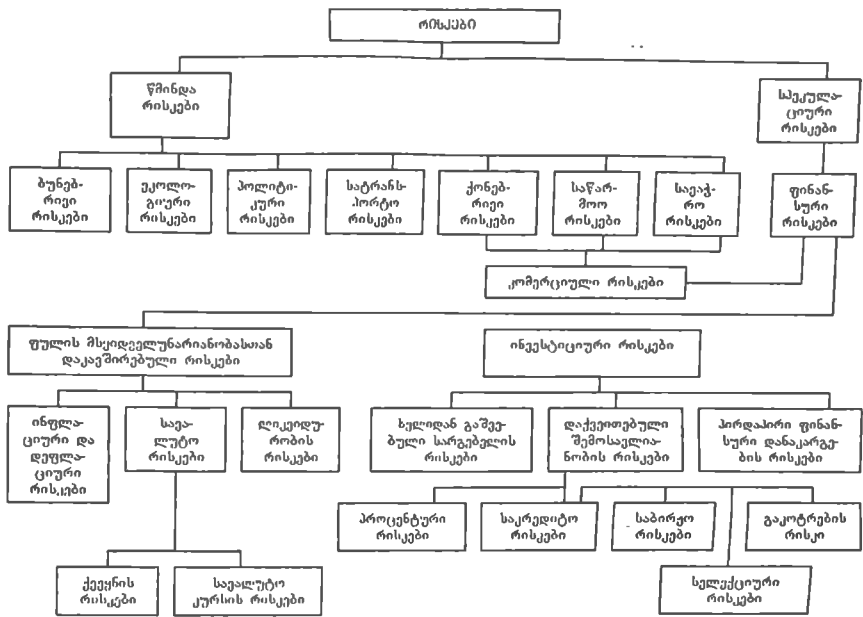 რისკები
წმინდა
რისკები
სპეკულა-
ციური
რისკები
ბუნებ-
რივი
რისკები
ეკოლო-
გიური
რისკები
პოლიტი-
კური
რისკები
სატრანს-
პორტო
რისკები
ქონებ-
რივი
რისკები
საწარ-
მოო
რისკები
სავაჭ-
რო
რისკები
ფინან-
სური
რისკები
კომერციული რისკები
ფულის მსყიდველუნარიანობასთან
დაკავშირებული რისკები
ინვესტიციური რისკები
ინფლა-
ციური და
დეფლა-
ციური
რისკები
სავა-
ლუტო
რისკები
ლიკვიდუ-
რობის
რისკები
ხელიდან გაშვე-
ბული სარგებელის
რისკები
დაქვეითებული
შემოსავლია-
ნობის რისკები
პირდაპირი ფინან-
სური დანაკარგე-
ბის რისკები
პროცენტური
რისკები
საკრედიტო
რისკები
საბირჟო
რისკები
გაკოტრების
რისკი
ქვეყნის
რისკები
სავალუტო
კურსის რისკები
სელექციური
რისკები